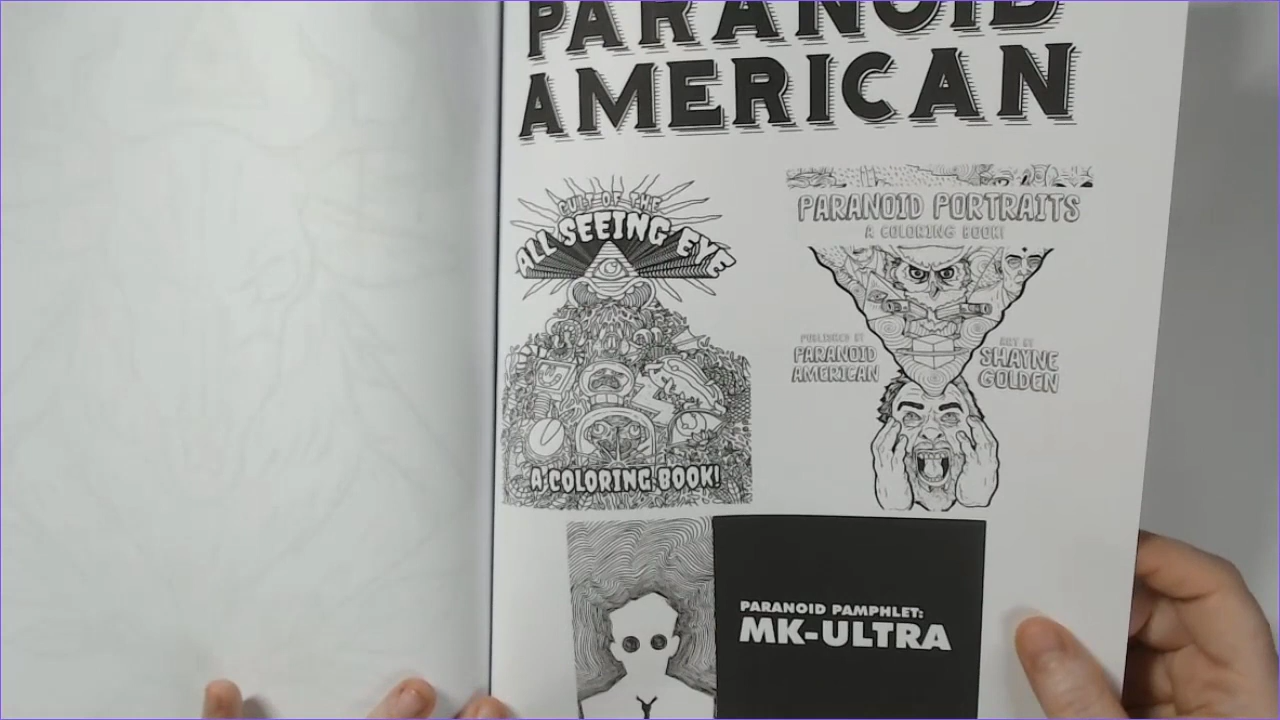 PARANOID
AMERICAN
CULT OF THE
ALL SEEING EYE
A COLORING BOOK!
PARANOID PORTRAITS
A COLORING BOOK!
PUBLISHED BY
PARANOID
AMERICAN
ART BY
SHAYNE
GOLDEN
PARANOID PAMPHLET:
MK-ULTRA